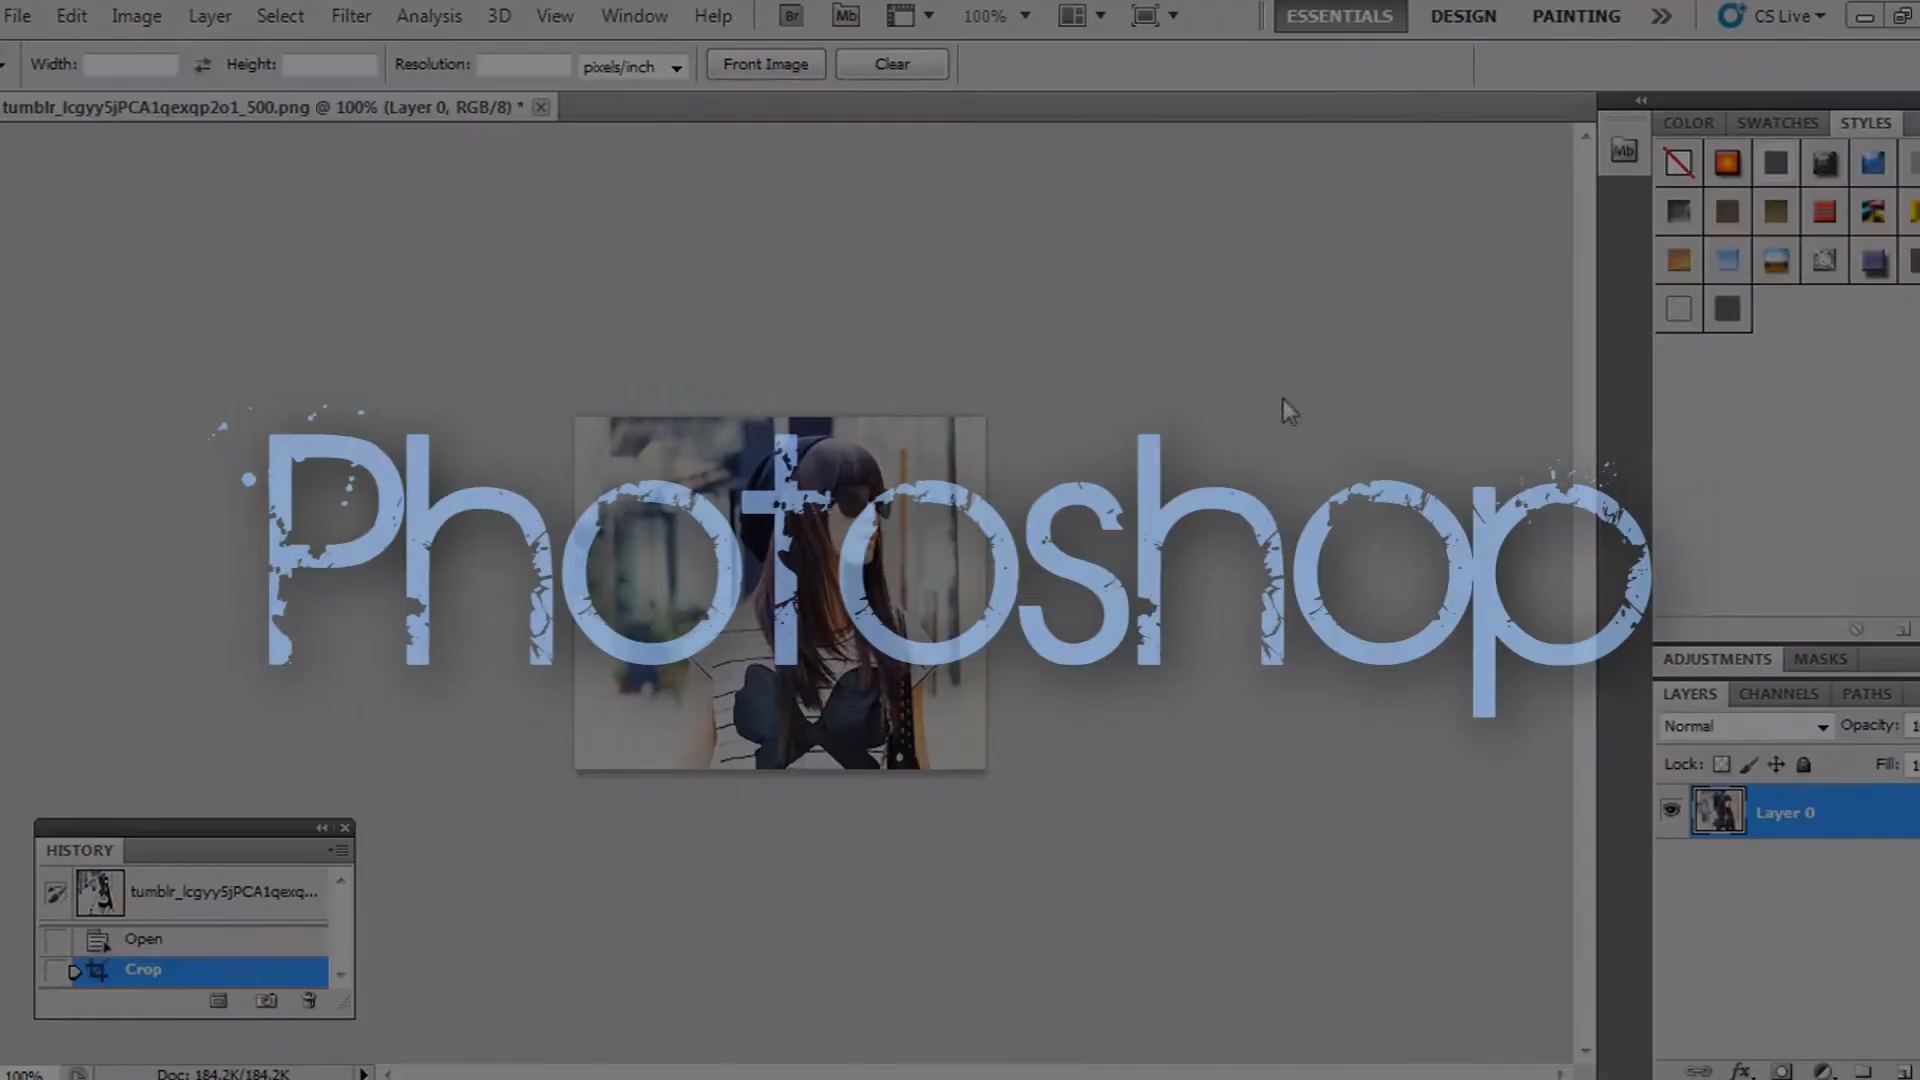 File Edit Image Layer Select Filter Analysis 3D View Window Help Br Mb 100% ESSENTIALS DESIGN PAINTING CS Live
Width: Height: Resolution: pixels/inch Front Image Clear
tumblr_lcgyy5jPCA1qexqp2o1_500.png @ 100% (Layer 0, RGB/8) *
Mb
COLOR SWATCHES STYLES
Photoshop
ADJUSTMENTS MASKS
LAYERS CHANNELS PATHS
Normal Opacity:
Lock: Fill:
Layer 0
HISTORY
tumblr_lcgyy5jPCA1qexq...
Open
Crop
100% Doc: 184.2K/184.2K
fx